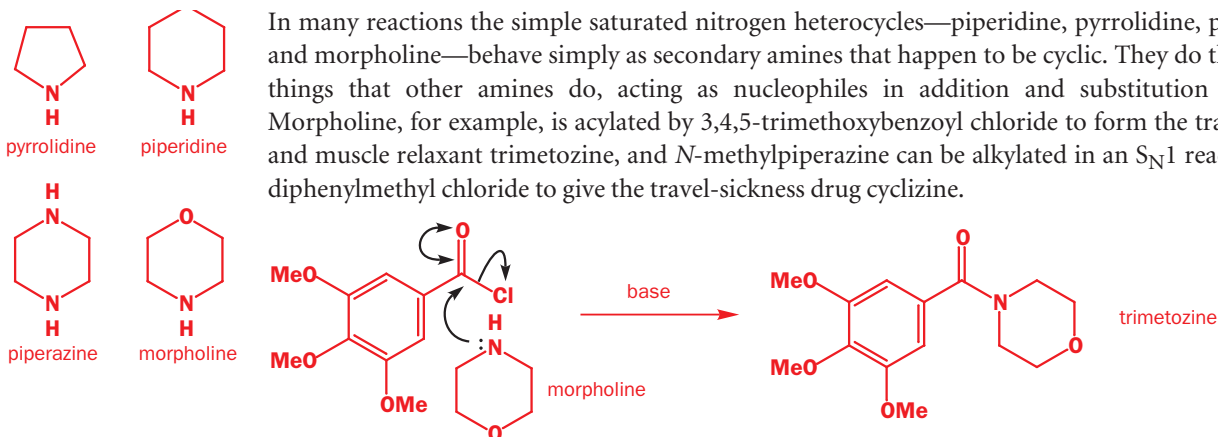 In many reactions the simple saturated nitrogen heterocycles—piperidine, pyrrolidine,
and morpholine—behave simply as secondary amines that happen to be cyclic. They do
things that other amines do, acting as nucleophiles in addition and substitution
Morpholine, for example, is acylated by 3,4,5-trimethoxybenzoyl chloride to form the
and muscle relaxant trimetozine, and N-methylpiperazine can be alkylated in an SN1
diphenylmethyl chloride to give the travel-sickness drug cyclizine.
N
H
pyrrolidine
N
H
piperidine
H
N
N
H
piperazine
O
N
H
morpholine
O
MeO
Cl
MeO
OMe
H
:N
O
morpholine
base
O
MeO
N
MeO
O
OMe
trimetozine